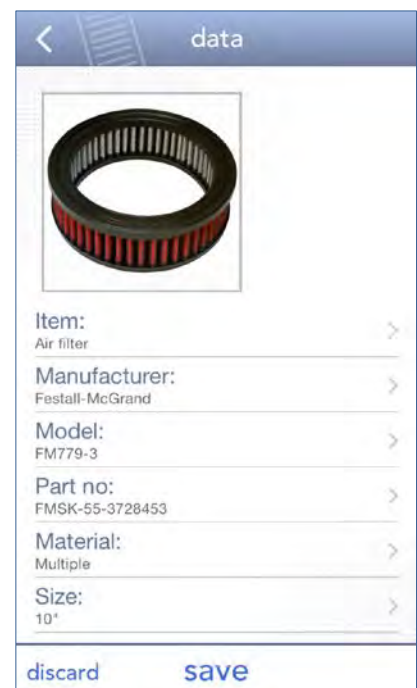 data
Item:
Air filter
Manufacturer:
Festall-McGrand
Model:
FM779-3
Part no:
FMSK-55-3728453
Material:
Multiple
Size:
10"
discard save